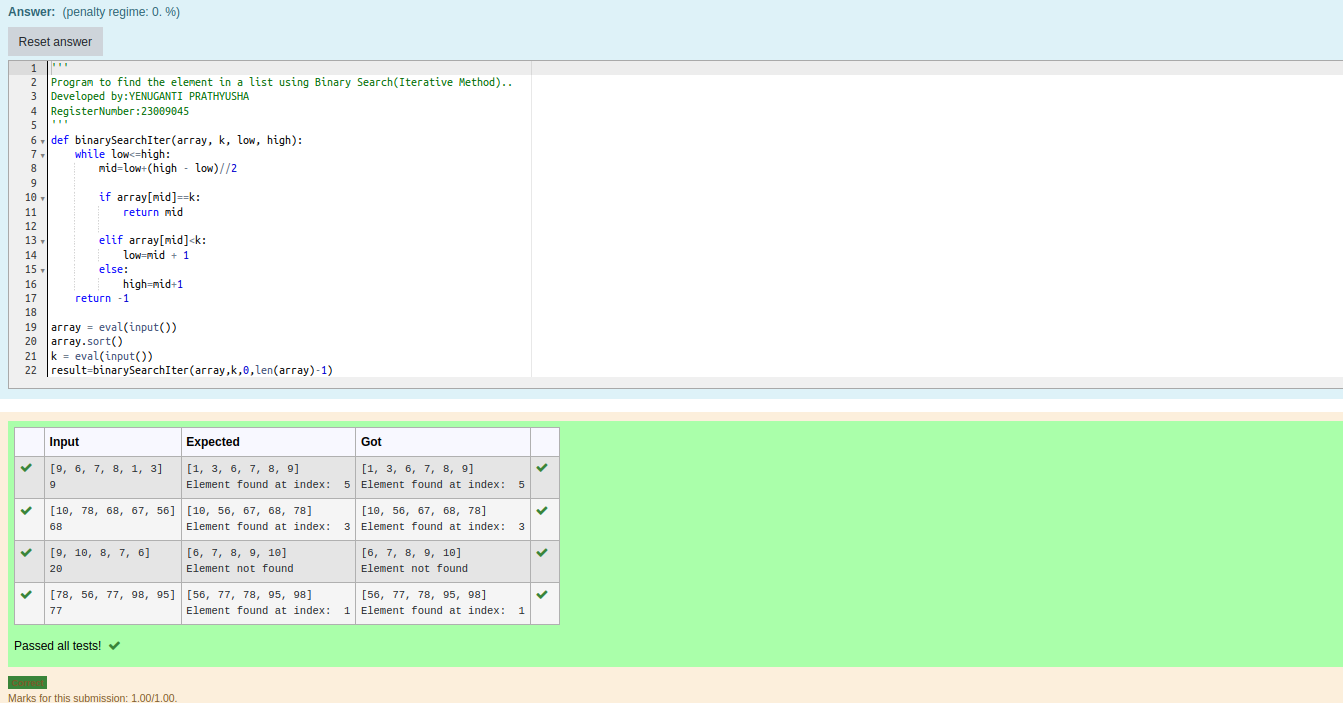 Answer: (penalty regime: 0. %)
Reset answer
1 '''
2 Program to find the element in a list using Binary Search(Iterative Method)..
3 Developed by:YENUGANTI PRATHYUSHA
4 RegisterNumber:23009045
5 '''
6 def binarySearchIter(array, k, low, high):
7     while low<=high:
8         mid=low+(high - low)//2
9
10         if array[mid]==k:
11             return mid
12
13         elif array[mid]<k:
14             low=mid + 1
15         else:
16             high=mid+1
17     return -1
18
19 array = eval(input())
20 array.sort()
21 k = eval(input())
22 result=binarySearchIter(array,k,0,len(array)-1)
Input Expected Got
[9, 6, 7, 8, 1, 3] [1, 3, 6, 7, 8, 9] [1, 3, 6, 7, 8, 9]
9 Element found at index:  5 Element found at index:  5
[10, 78, 68, 67, 56] [10, 56, 67, 68, 78] [10, 56, 67, 68, 78]
68 Element found at index:  3 Element found at index:  3
[9, 10, 8, 7, 6] [6, 7, 8, 9, 10] [6, 7, 8, 9, 10]
20 Element not found Element not found
[78, 56, 77, 98, 95] [56, 77, 78, 95, 98] [56, 77, 78, 95, 98]
77 Element found at index:  1 Element found at index:  1
Passed all tests!
Marks for this submission: 1.00/1.00.